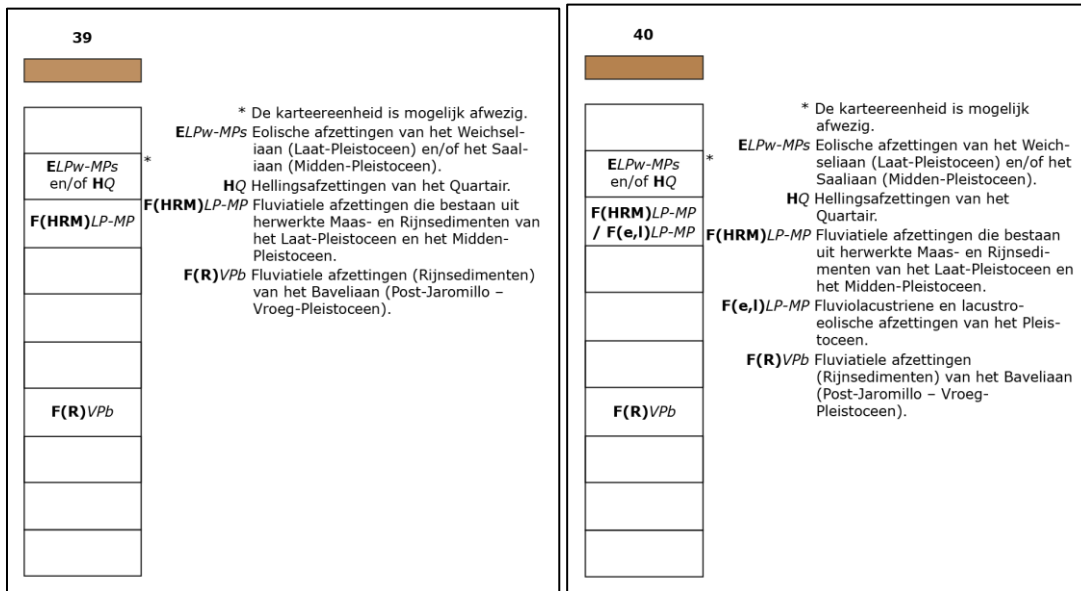 39
* De karteereenheid is mogelijk afwezig.
ELPw-MPs Eolische afzettingen van het Weichsel-
iaan (Laat-Pleistoceen) en/of het Saal-
iaan (Midden-Pleistoceen).
HQ Hellingsafzettingen van het Quartair.
F(HRM)LP-MP Fluviatiele afzettingen die bestaan uit
herwerkte Maas- en Rijnsedimenten van
het Laat-Pleistoceen en het Midden-
Pleistoceen.
F(R)VPb Fluviatiele afzettingen (Rijnsedimenten)
van het Baveliaan (Post-Jaromillo –
Vroeg-Pleistoceen).
ELPw-MPs *
en/of HQ
F(HRM)LP-MP
F(R)VPb
40
* De karteereenheid is mogelijk
afwezig.
ELPw-MPs Eolische afzettingen van het Weich-
seliaan (Laat-Pleistoceen) en/of het
Saaliaan (Midden-Pleistoceen).
HQ Hellingsafzettingen van het
Quartair.
F(HRM)LP-MP Fluviatiele afzettingen die bestaan
uit herwerkte Maas- en Rijnsedi-
menten van het Laat-Pleistoceen en
het Midden-Pleistoceen.
F(e,l)LP-MP Fluviolacustriene en lacustro-
eolische afzettingen van het Pleis-
toceen.
F(R)VPb Fluviatiele afzettingen
(Rijnsedimenten) van het Baveliaan
(Post-Jaromillo – Vroeg-
Pleistoceen).
ELPw-MPs *
en/of HQ
F(HRM)LP-MP
/ F(e,l)LP-MP
F(R)VPb